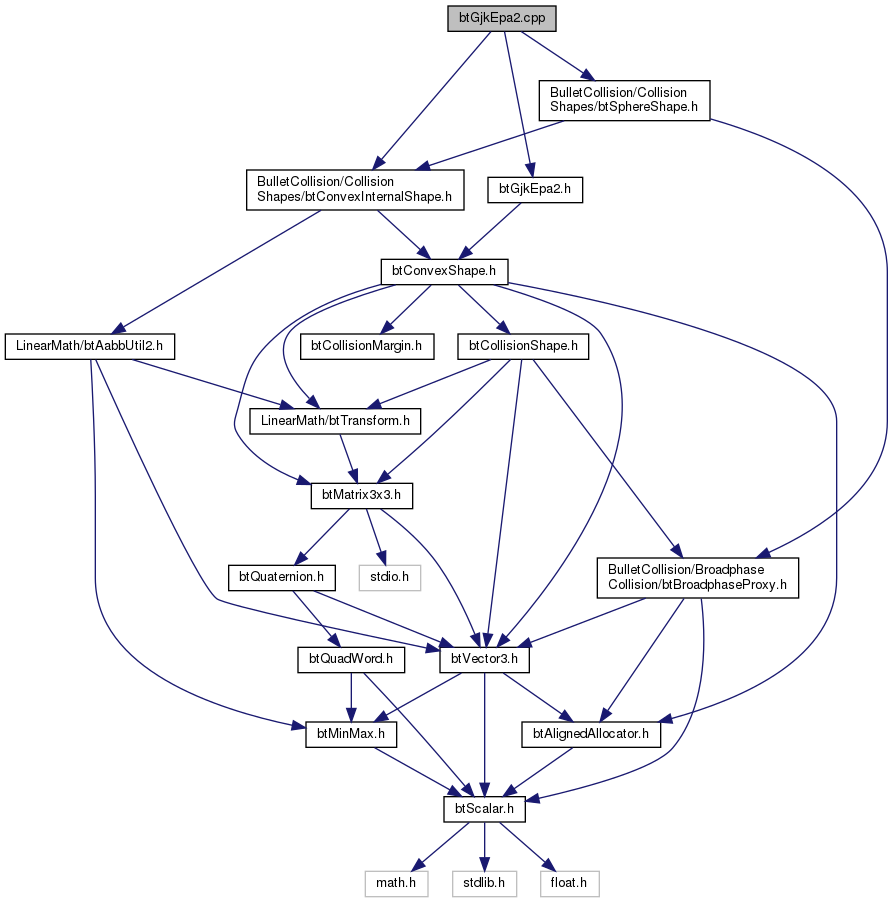 btGjkEpa2.cpp
BulletCollision/Collision
Shapes/btSphereShape.h
BulletCollision/Collision
Shapes/btConvexInternalShape.h
btGjkEpa2.h
btConvexShape.h
LinearMath/btAabbUtil2.h
btCollisionMargin.h
btCollisionShape.h
LinearMath/btTransform.h
btMatrix3x3.h
btQuaternion.h
stdio.h
BulletCollision/Broadphase
Collision/btBroadphaseProxy.h
btQuadWord.h
btVector3.h
btMinMax.h
btAlignedAllocator.h
btScalar.h
math.h
stdlib.h
float.h